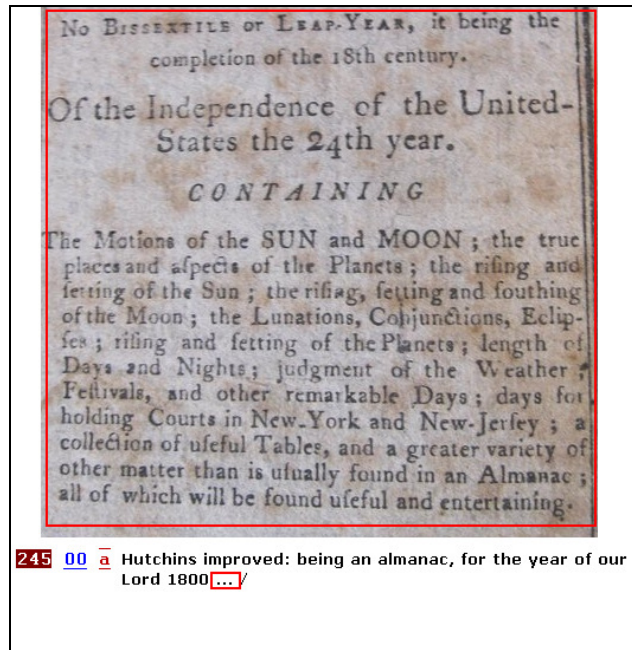 No Bissextile or Leap-Year, it being the
completion of the 18th century.
Of the Independence of the United-
States the 24th year.
CONTAINING
The Motions of the SUN and MOON ; the true
places and aſpects of the Planets ; the riſing and
ſetting of the Sun ; the riſing, ſetting and ſouthing
of the Moon ; the Lunations, Conjunctions, Eclip-
ſes ; riſing and ſetting of the Planets ; length of
Days and Nights ; judgment of the Weather ;
Feſtivals, and other remarkable Days ; days for
holding Courts in New-York and New-Jerſey ; a
collection of uſeful Tables, and a greater variety of
other matter than is uſually found in an Almanac ;
all of which will be found uſeful and entertaining.
245 00 a Hutchins improved: being an almanac, for the year of our
Lord 1800 ... /